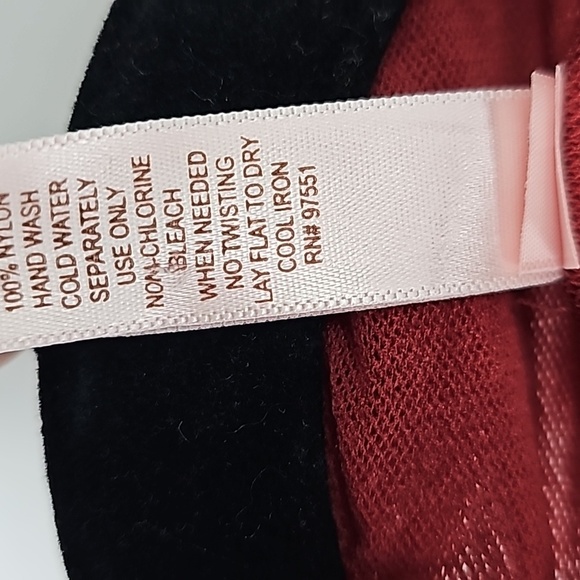 100% NYLON
HAND WASH
COLD WATER
SEPARATELY
USE ONLY
NON-CHLORINE
BLEACH
WHEN NEEDED
NO TWISTING
LAY FLAT TO DRY
COOL IRON
RN# 97551